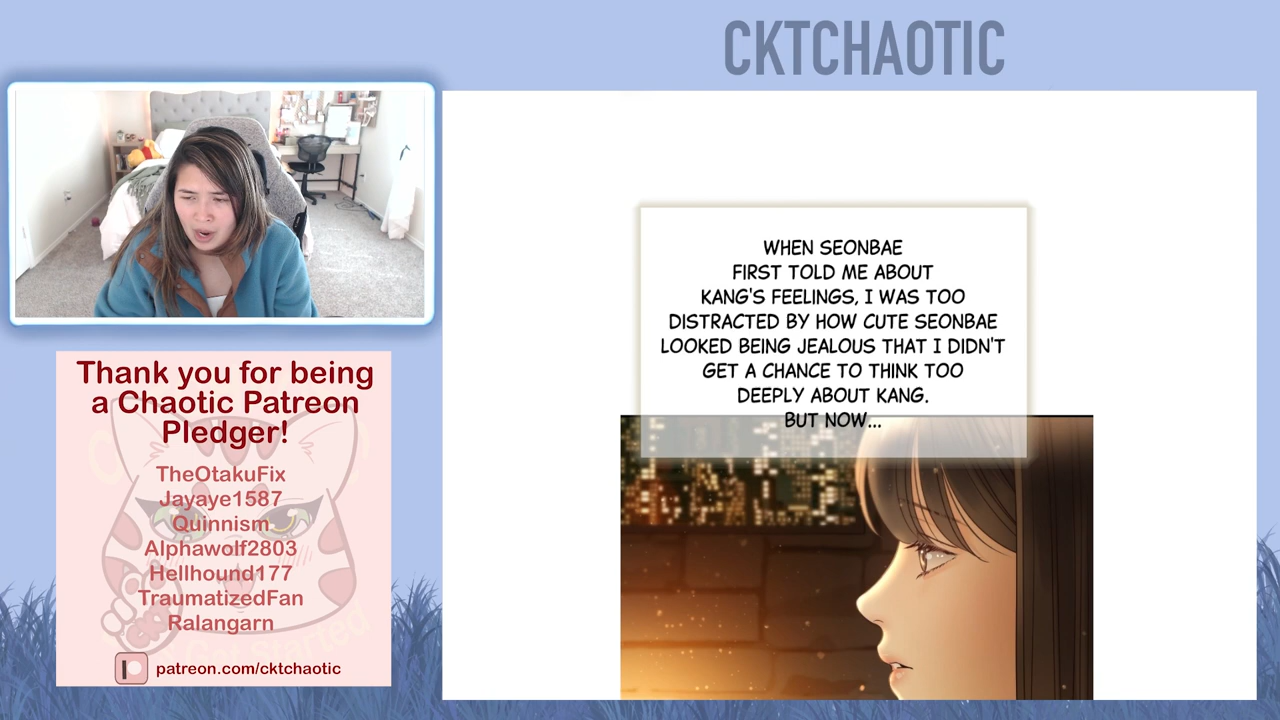 CKTCHAOTIC
WHEN SEONBAE
FIRST TOLD ME ABOUT
KANG'S FEELINGS, I WAS TOO
DISTRACTED BY HOW CUTE SEONBAE
LOOKED BEING JEALOUS THAT I DIDN'T
GET A CHANCE TO THINK TOO
DEEPLY ABOUT KANG.
BUT NOW...
Thank you for being
a Chaotic Patreon
Pledger!
TheOtakuFix
Jayaye1587
Quinnism
Alphawolf2803
Hellhound177
TraumatizedFan
Ralangarn
patreon.com/cktchaotic